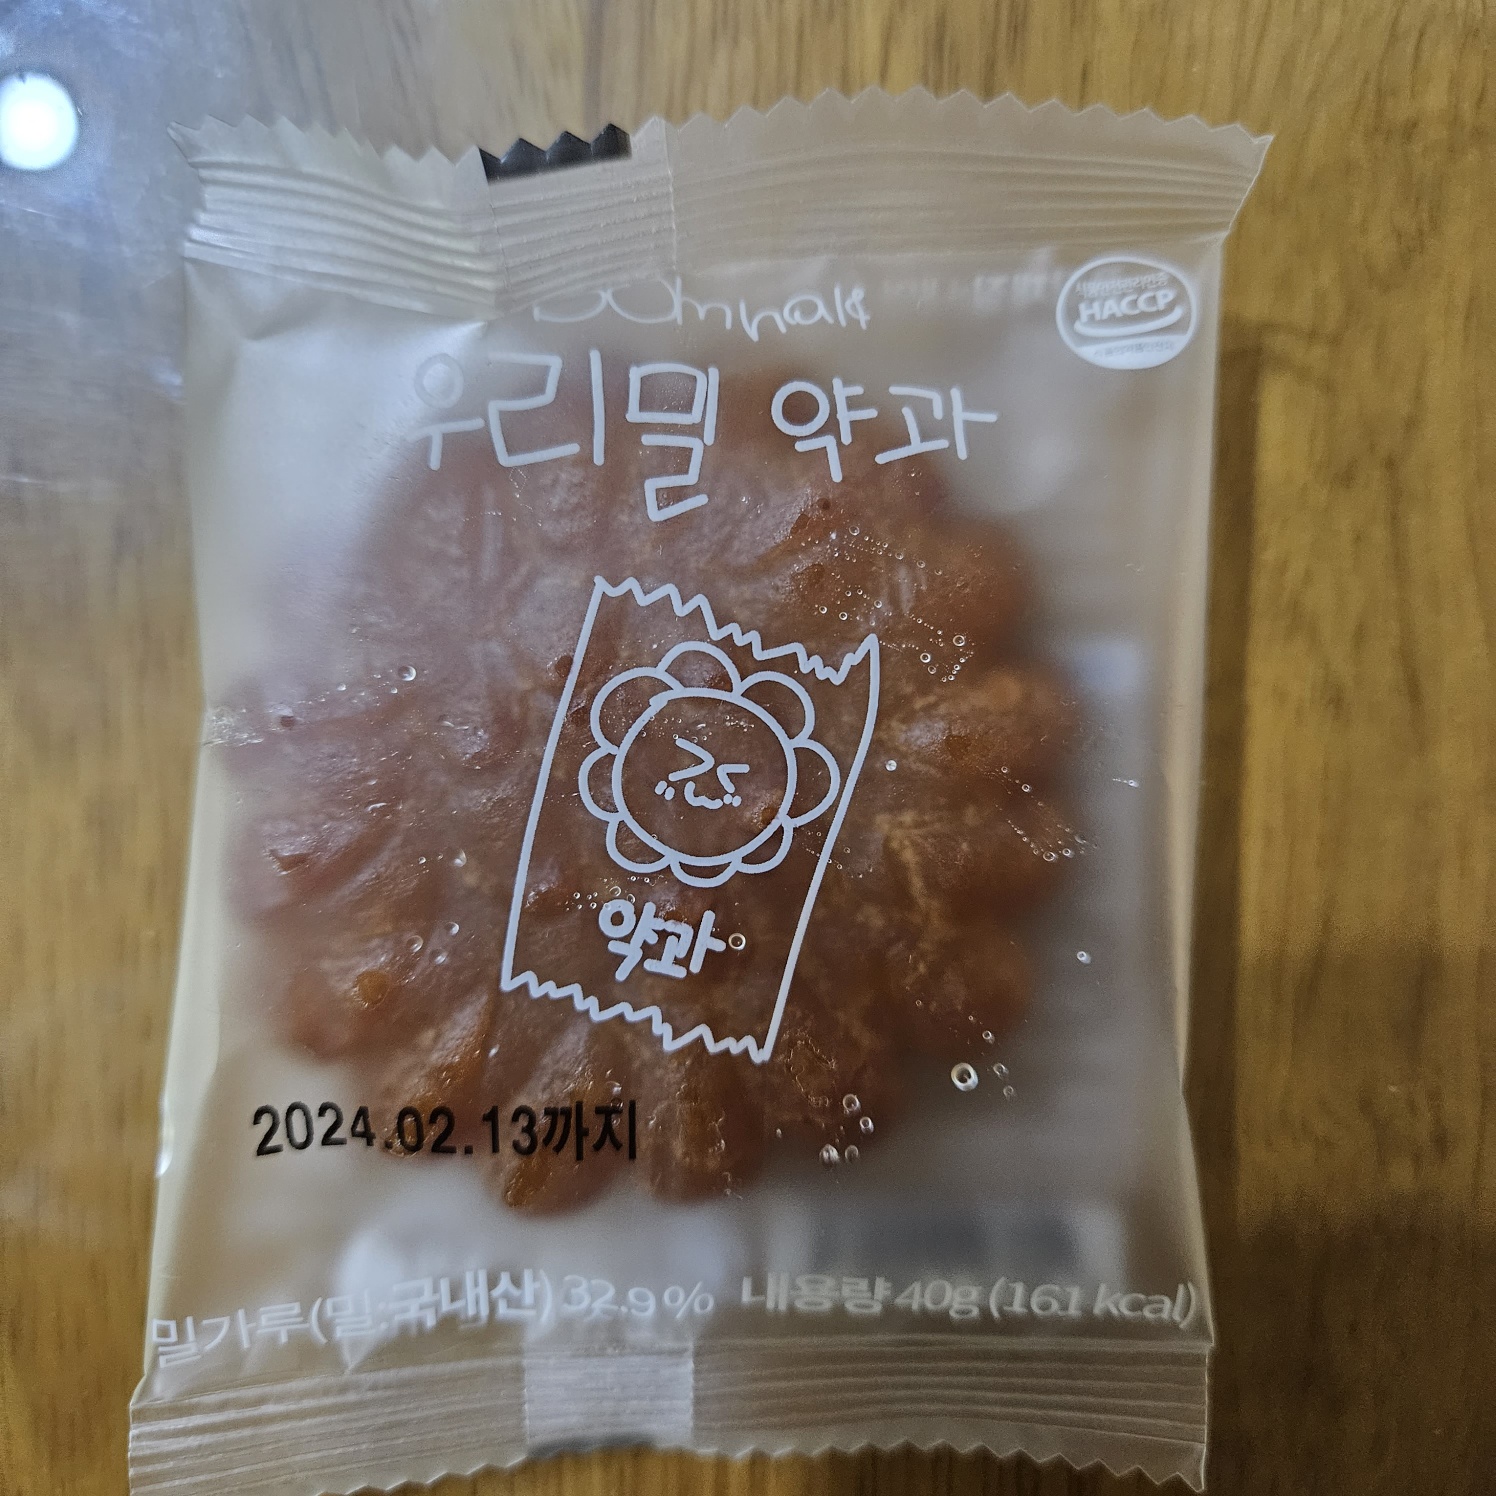 HACCP
우리밀 약과
약과
2024.02.13까지
밀가루(밀:국내산)32.9% 내용량 40g(161 kcal)